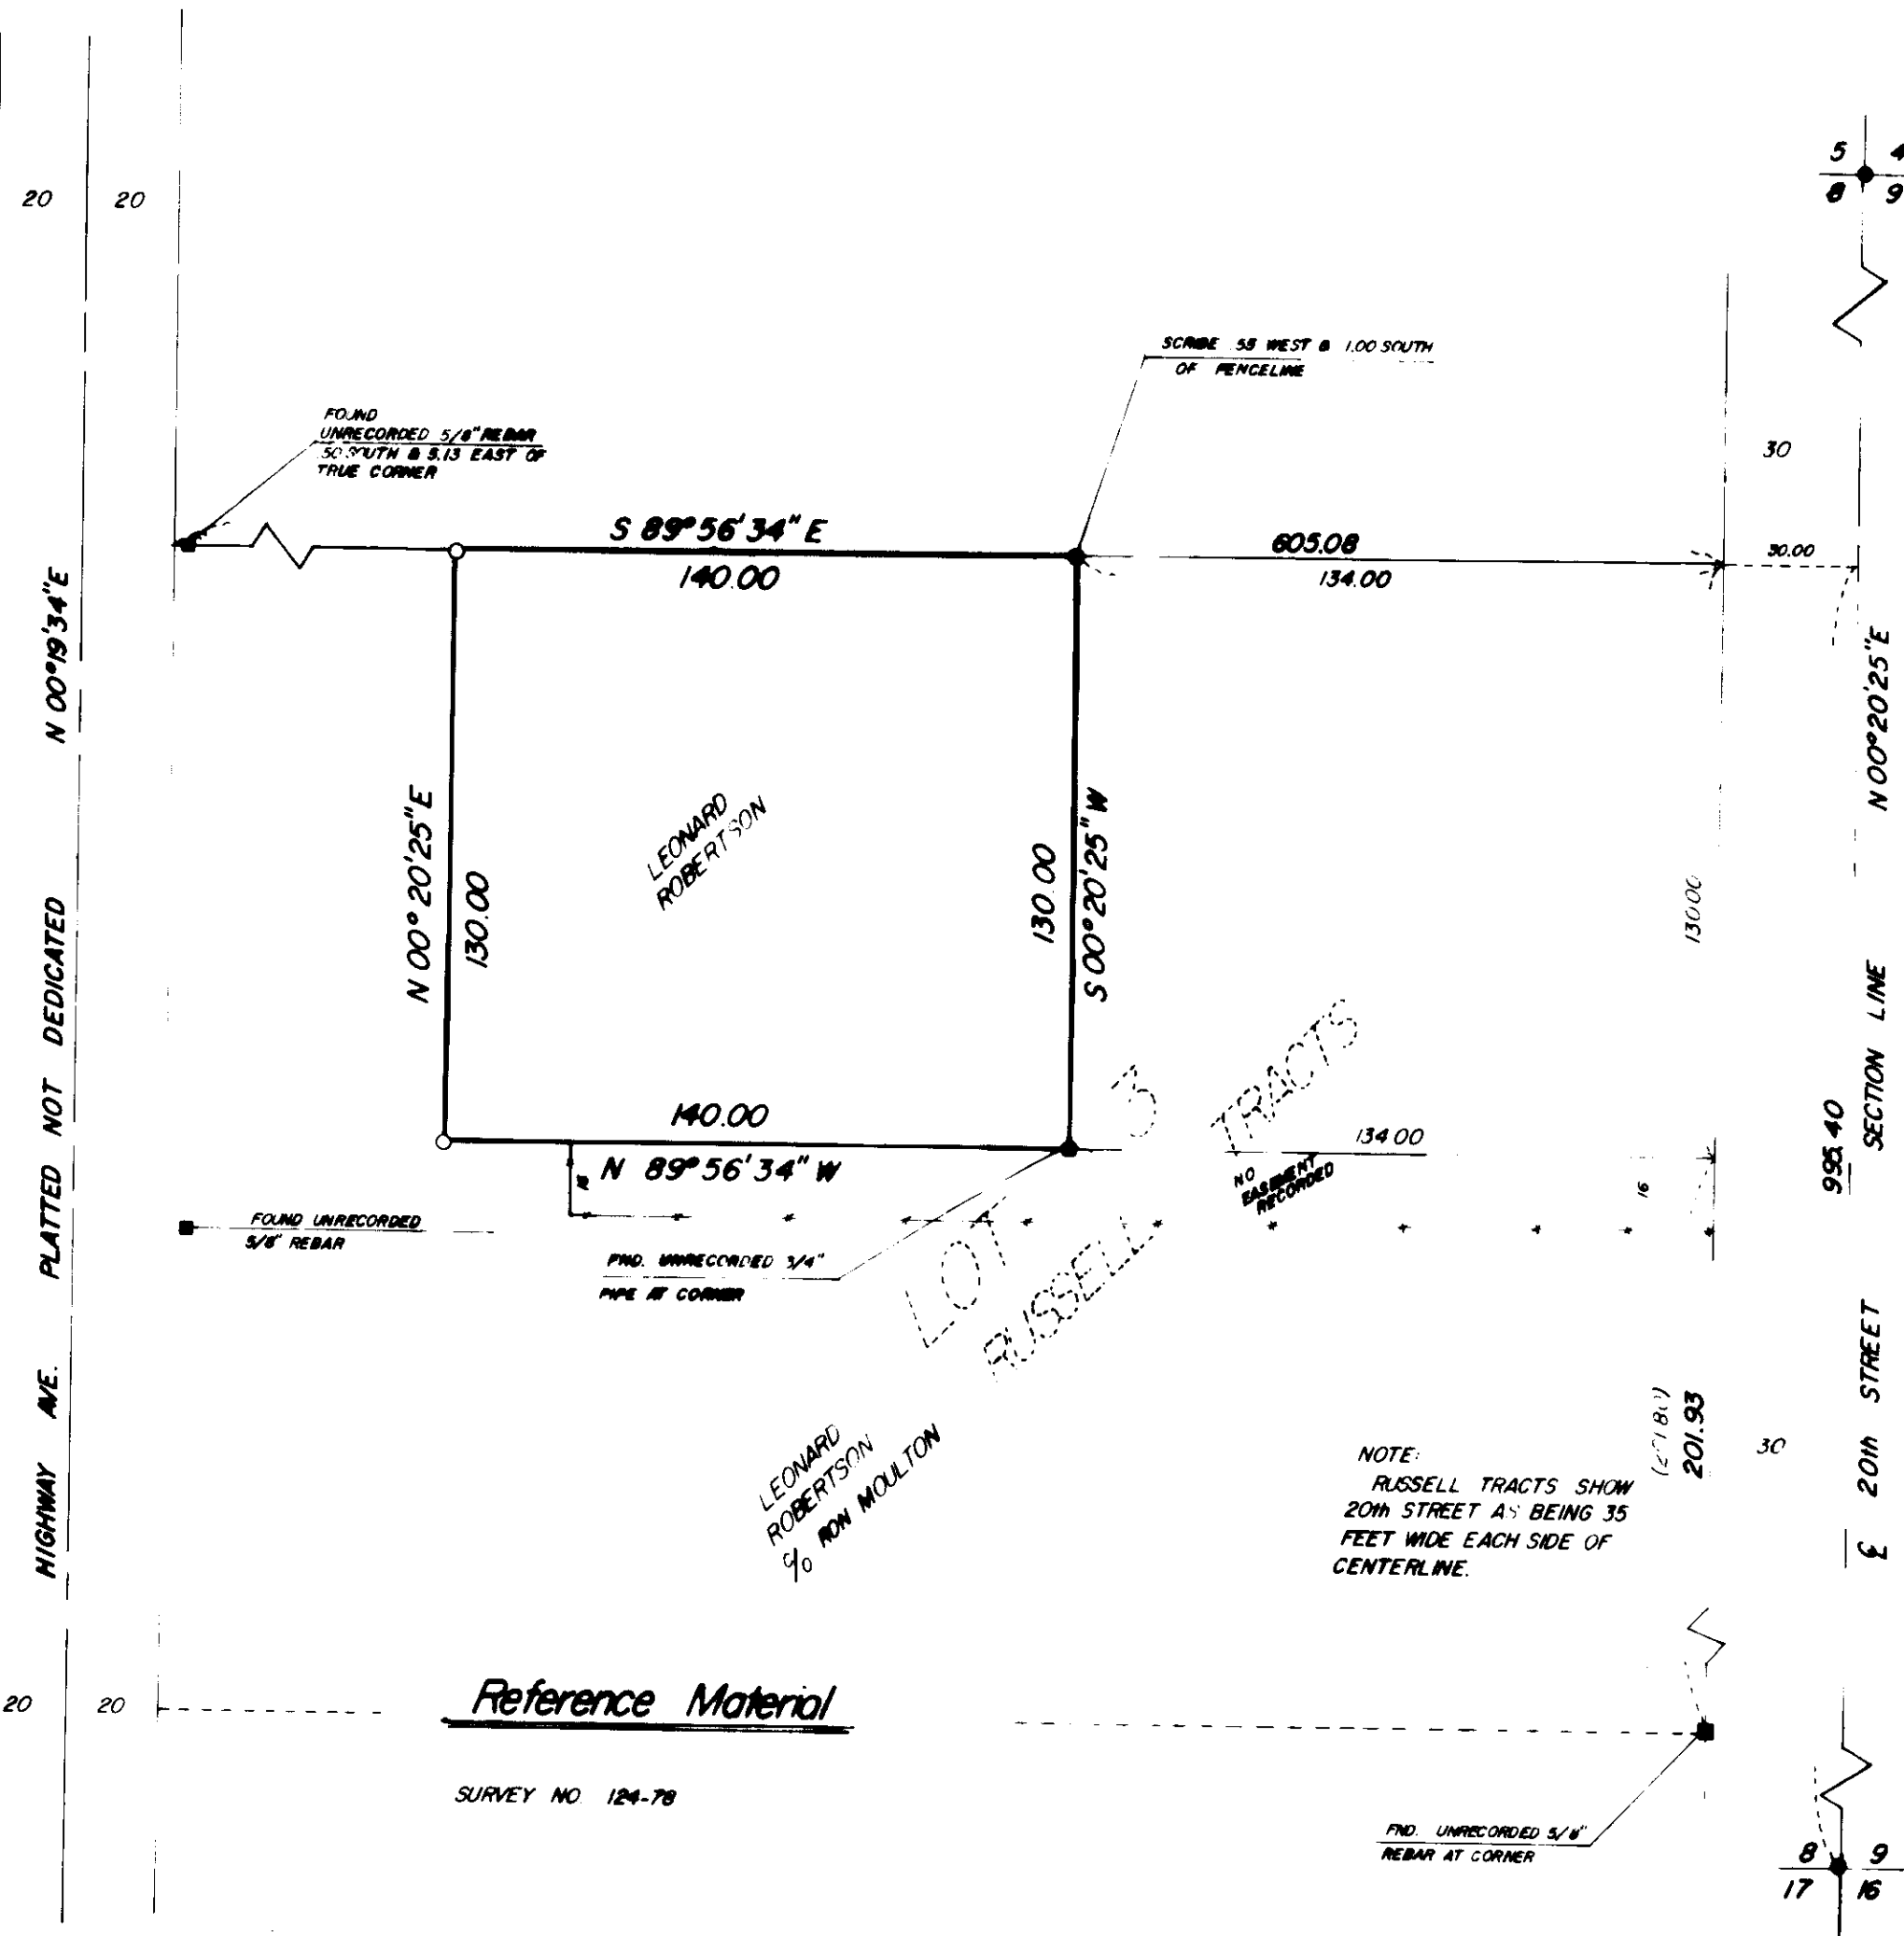 5 4
8 9
20 20
SCRIBE .55 WEST & 1.00 SOUTH
OF FENCELINE
FOUND
UNRECORDED 5/8" REBAR
.50 SOUTH & 5.13 EAST OF
TRUE CORNER
30
S 89°56'34" E
140.00
605.08
134.00
30.00
N 00°19'34"E
N 00°20'25"E
LEONARD
ROBERTSON
N 00°20'25"E
130.00
130.00
S 00°20'25" W
130.00
HIGHWAY AVE. PLATTED NOT DEDICATED
140.00
N 89°56'34" W
134.00
NO
EASEMENT
RECORDED
16
16
995.40
SECTION LINE
FOUND UNRECORDED
5/8" REBAR
FND. UNRECORDED 3/4"
PIPE AT CORNER
LOT 3
RUSSELL TRACTS
LEONARD
ROBERTSON
c/o RON MOULTON
201.93
30
℄ 20th STREET
NOTE:
RUSSELL TRACTS SHOW
20th STREET AS BEING 35
FEET WIDE EACH SIDE OF
CENTERLINE.
20 20
Reference Material
SURVEY NO. 124-78
FND. UNRECORDED 5/8"
REBAR AT CORNER
8 9
17 16